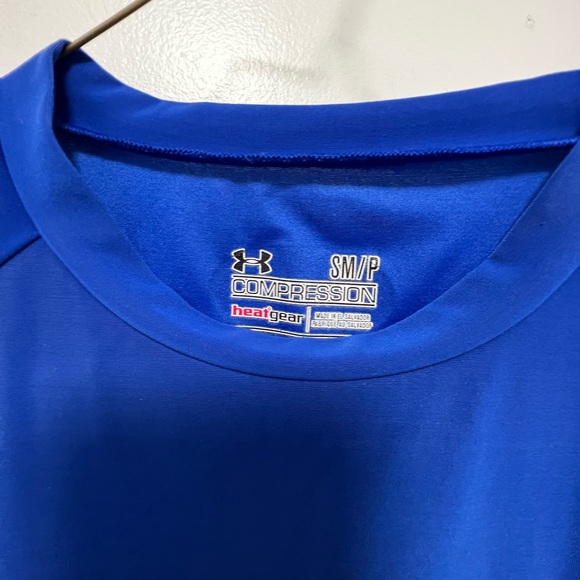 SM/P
COMPRESSION
heatgear
MADE IN EL SALVADOR
FABRIQUÉ AU SALVADOR